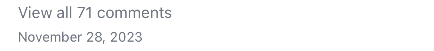 View all 71 comments
November 28, 2023